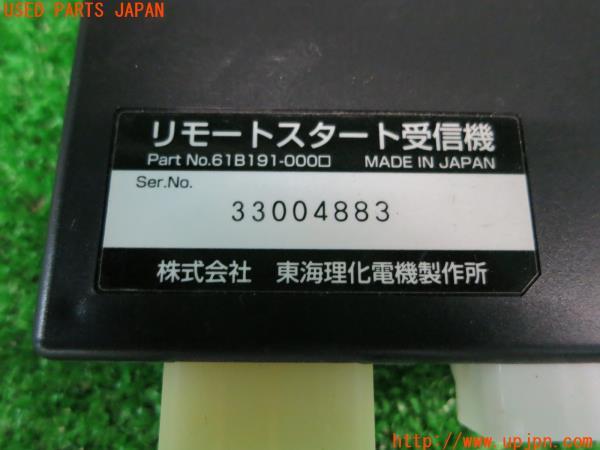 USED PARTS JAPAN
リモートスタート受信機
Part No.61B191-000□ MADE IN JAPAN
Ser.No.
33004883
株式会社 東海理化電機製作所
http://www.upjpn.com